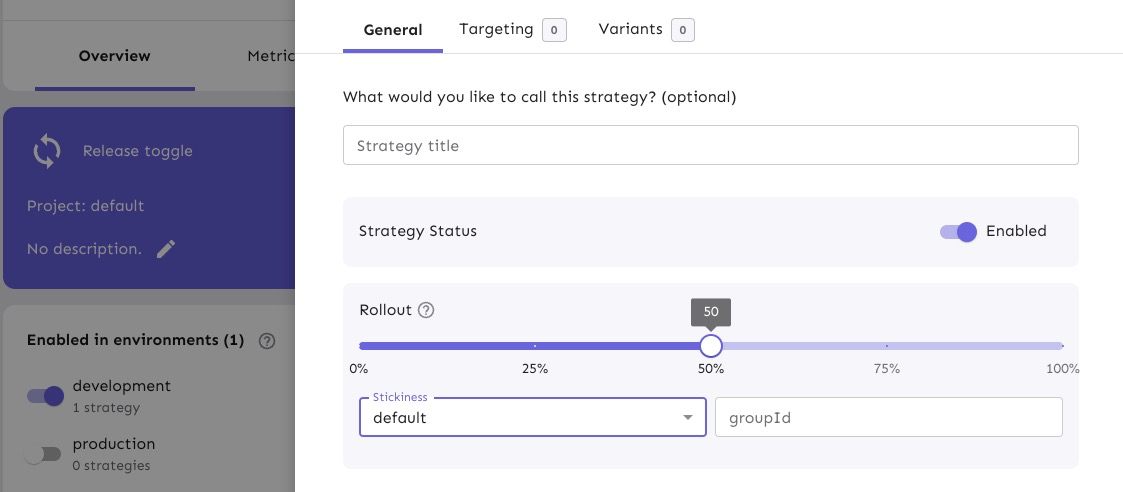 Overview
Metric
Release toggle
Project: default
No description.
Enabled in environments (1)
development
1 strategy
production
0 strategies
General
Targeting 0
Variants 0
What would you like to call this strategy? (optional)
Strategy title
Strategy Status
Enabled
Rollout
50
0% 25% 50% 75% 100%
Stickiness
default
groupId